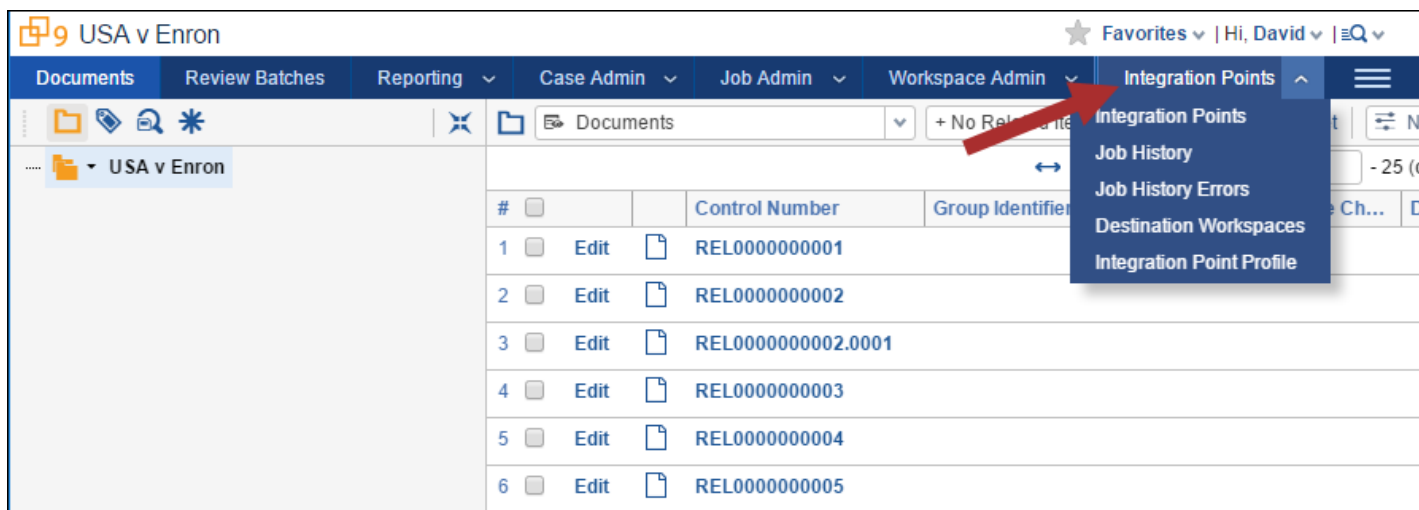 9 USA v Enron Favorites | Hi, David |
Documents Review Batches Reporting Case Admin Job Admin Workspace Admin Integration Points
Documents + No Integration Points
USA v Enron Job History - 25
Job History Errors
# Control Number Group Identifier Ch... D
Destination Workspaces
1 Edit REL0000000001 Integration Point Profile
2 Edit REL0000000002
3 Edit REL0000000002.0001
4 Edit REL0000000003
5 Edit REL0000000004
6 Edit REL0000000005